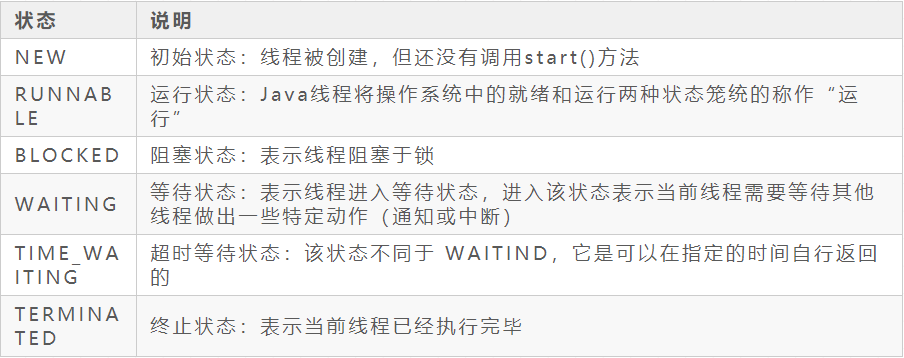 状态 说明
NEW 初始状态：线程被创建，但还没有调用start()方法
RUNNAB
LE
运行状态：Java线程将操作系统中的就绪和运行两种状态笼统的称作“运
行”
BLOCKED 阻塞状态：表示线程阻塞于锁
WAITING
等待状态：表示线程进入等待状态，进入该状态表示当前线程需要等待其他
线程做出一些特定动作（通知或中断）
TIME_WA
ITING
超时等待状态：该状态不同于 WAITIND，它是可以在指定的时间自行返回
的
TERMINA
TED
终止状态：表示当前线程已经执行完毕